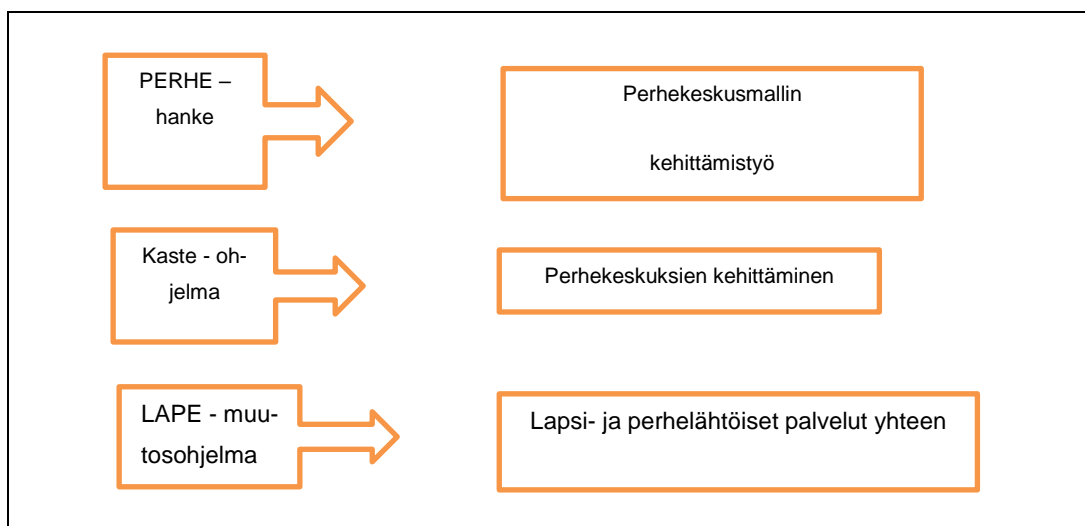 PERHE –
hanke
Perhekeskusmallin
kehittämistyö
Kaste - oh-
jelma
Perhekeskuksien kehittäminen
LAPE - muu-
tosohjelma
Lapsi- ja perhelähtöiset palvelut yhteen